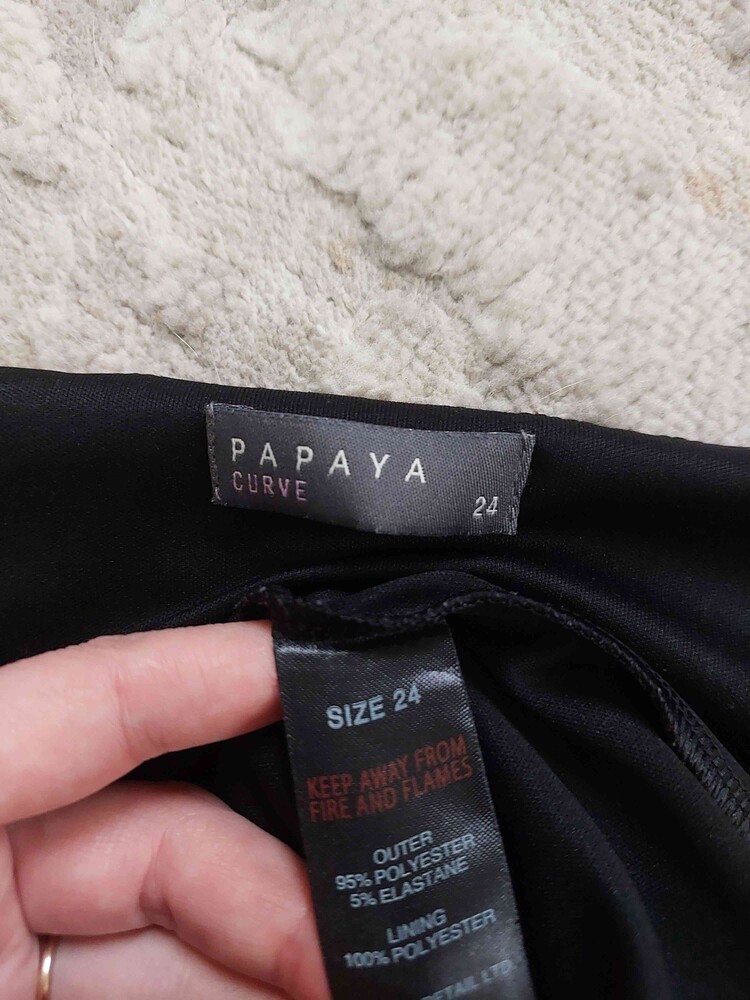 PAPAYA
CURVE
24
SIZE 24
KEEP AWAY FROM
FIRE AND FLAMES
OUTER
95% POLYESTER
5% ELASTANE
LINING
100% POLYESTER
LTD